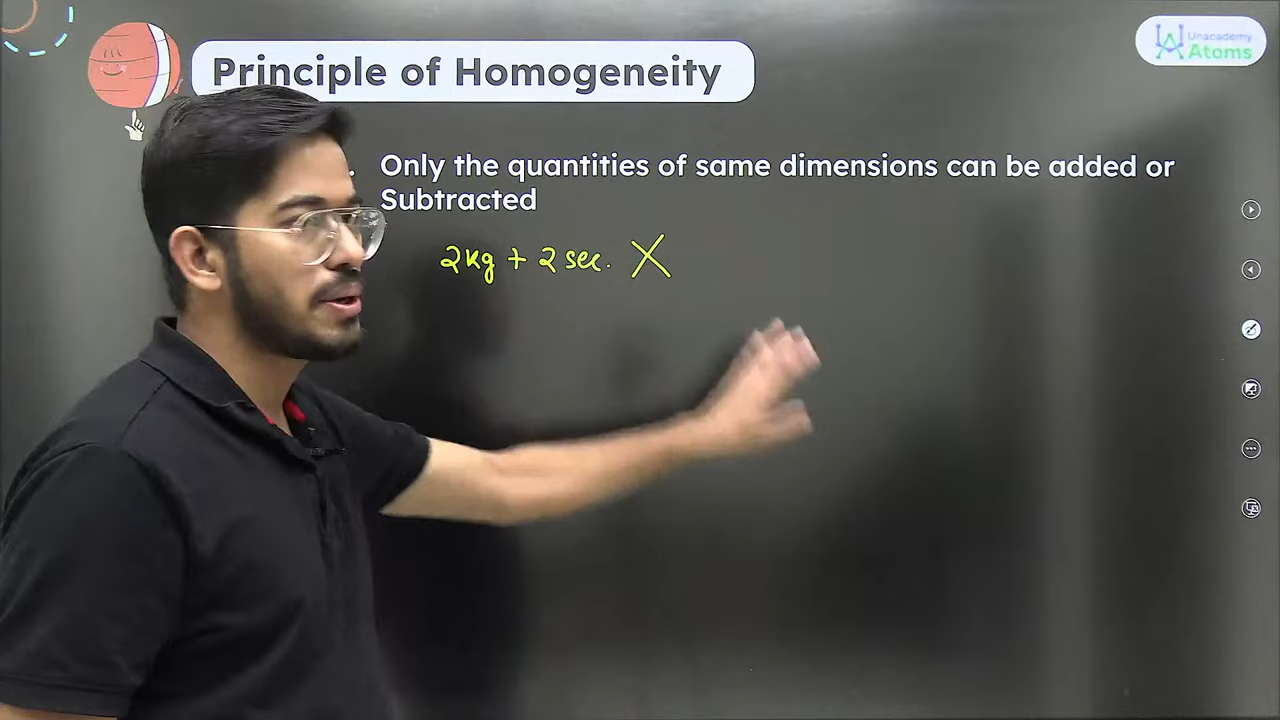 Principle of Homogeneity
Unacademy
Atoms
Only the quantities of same dimensions can be added or
Subtracted
2kg + 2 sec. X